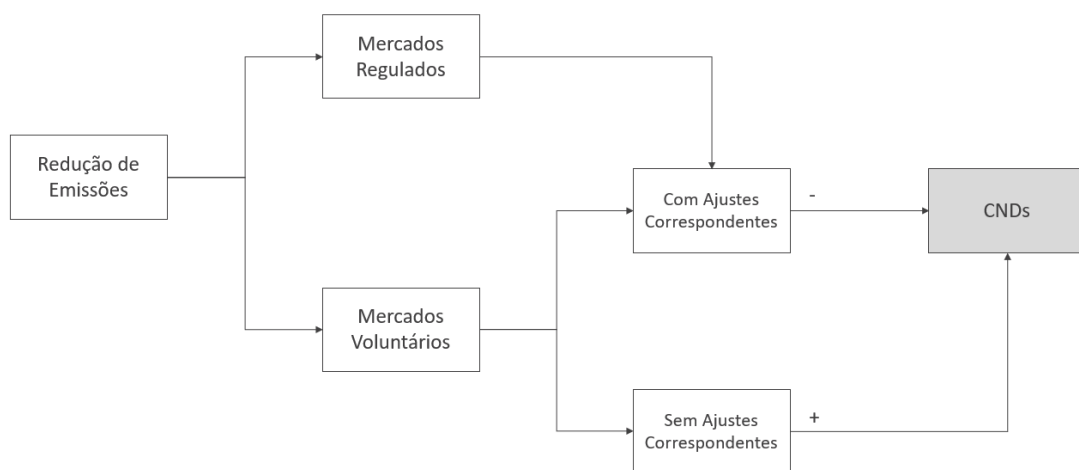 Mercados
Regulados
Redução de
Emissões
Com Ajustes
Correspondentes
-
CNDs
Mercados
Voluntários
Sem Ajustes
Correspondentes
+